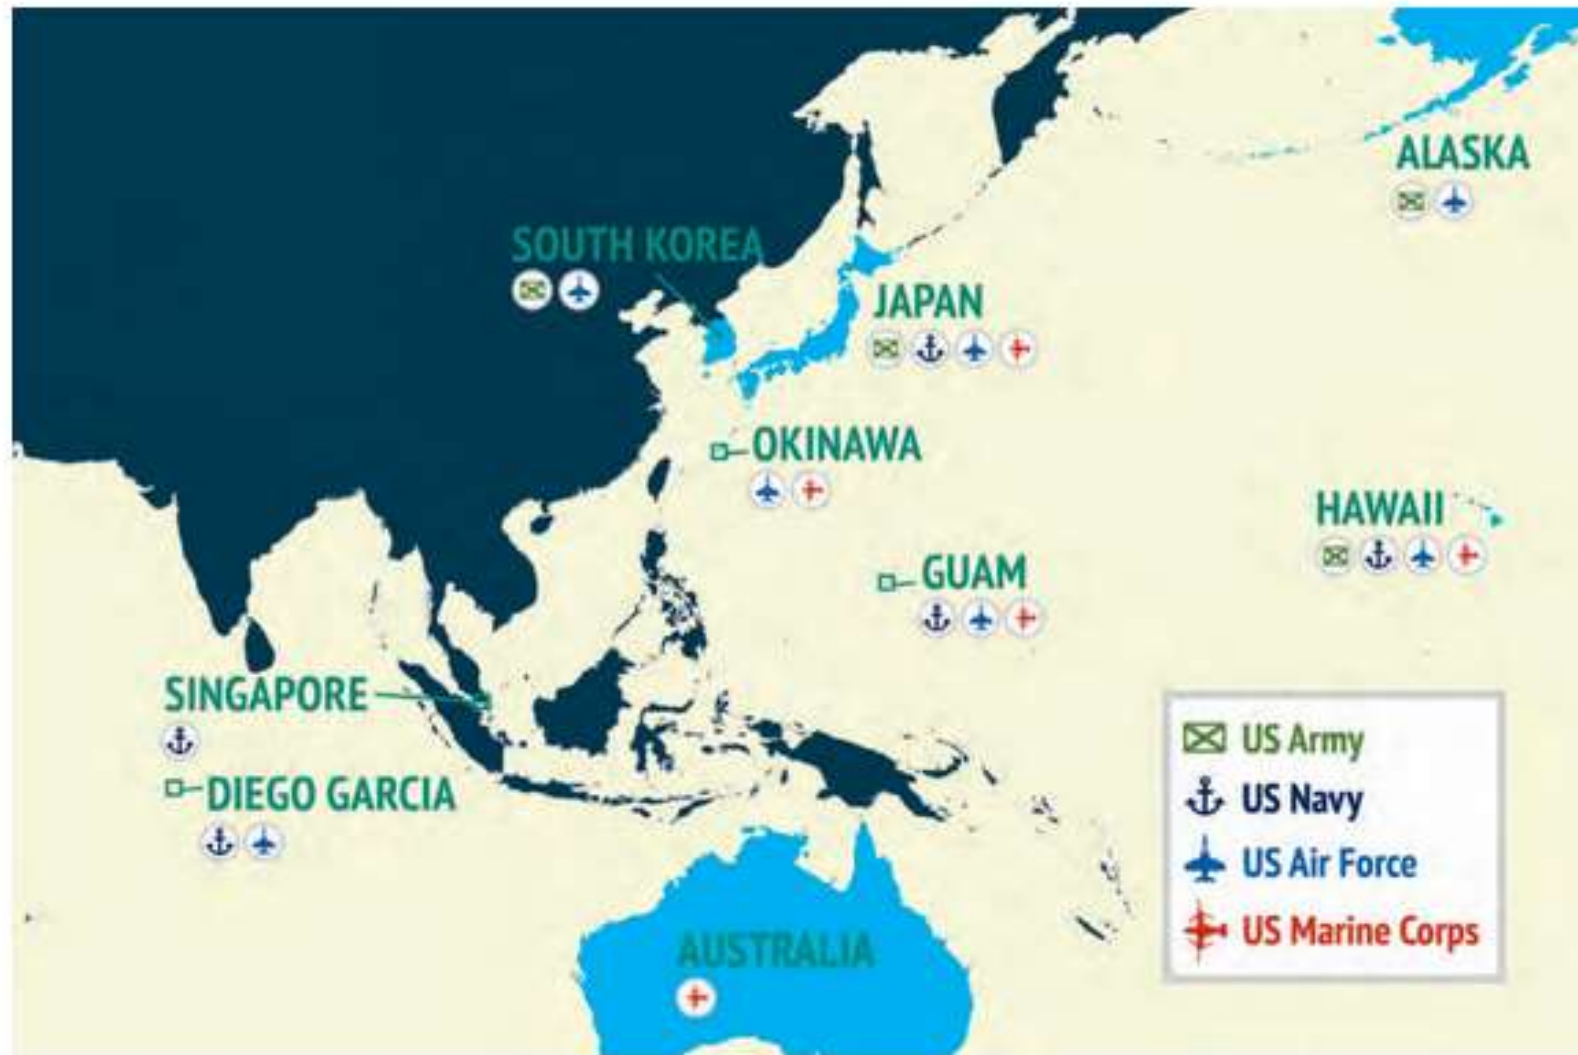 ALASKA
SOUTH KOREA
JAPAN
OKINAWA
HAWAII
GUAM
SINGAPORE
DIEGO GARCIA
AUSTRALIA
US Army
US Navy
US Air Force
US Marine Corps